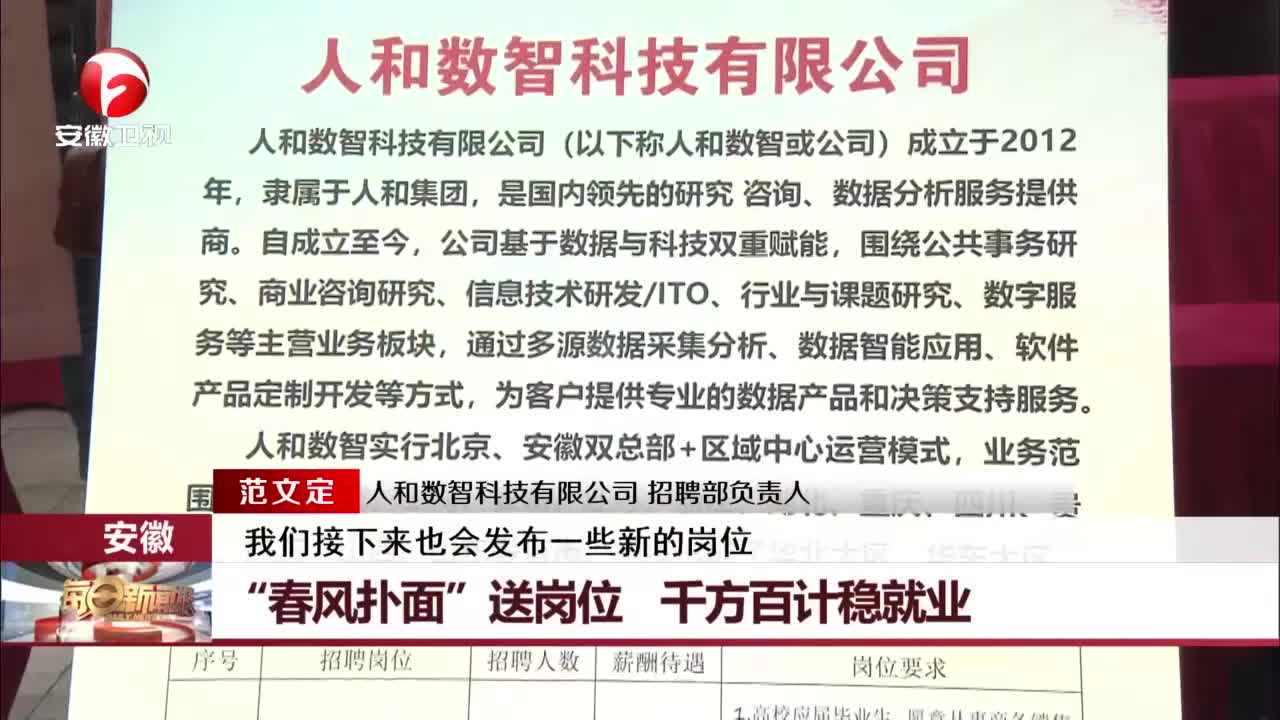 人和数智科技有限公司
安徽卫视
人和数智科技有限公司（以下称人和数智或公司）成立于2012
年，隶属于人和集团，是国内领先的研究 咨询、数据分析服务提供
商。自成立至今，公司基于数据与科技双重赋能，围绕公共事务研
究、商业咨询研究、信息技术研发/ITO、行业与课题研究、数字服
务等主营业务板块，通过多源数据采集分析、数据智能应用、软件
产品定制开发等方式，为客户提供专业的数据产品和决策支持服务。
人和数智实行北京、安徽双总部+区域中心运营模式，业务范
围
范文定 人和数智科技有限公司 招聘部负责人
安徽
我们接下来也会发布一些新的岗位
每日新闻报
“春风扑面”送岗位 千方百计稳就业
序号 招聘岗位 招聘人数 薪酬待遇 岗位要求